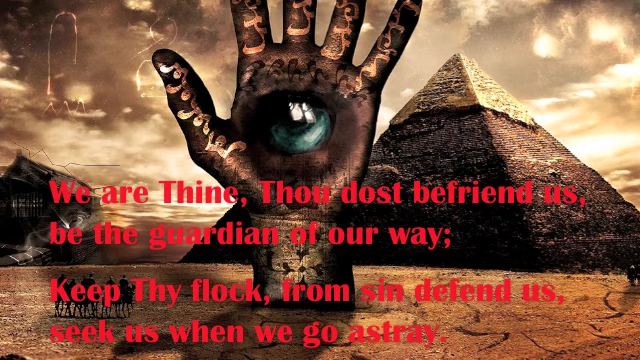 We are Thine, Thou dost befriend us,
be the guardian of our way;
Keep Thy flock, from sin defend us,
seek us when we go astray.